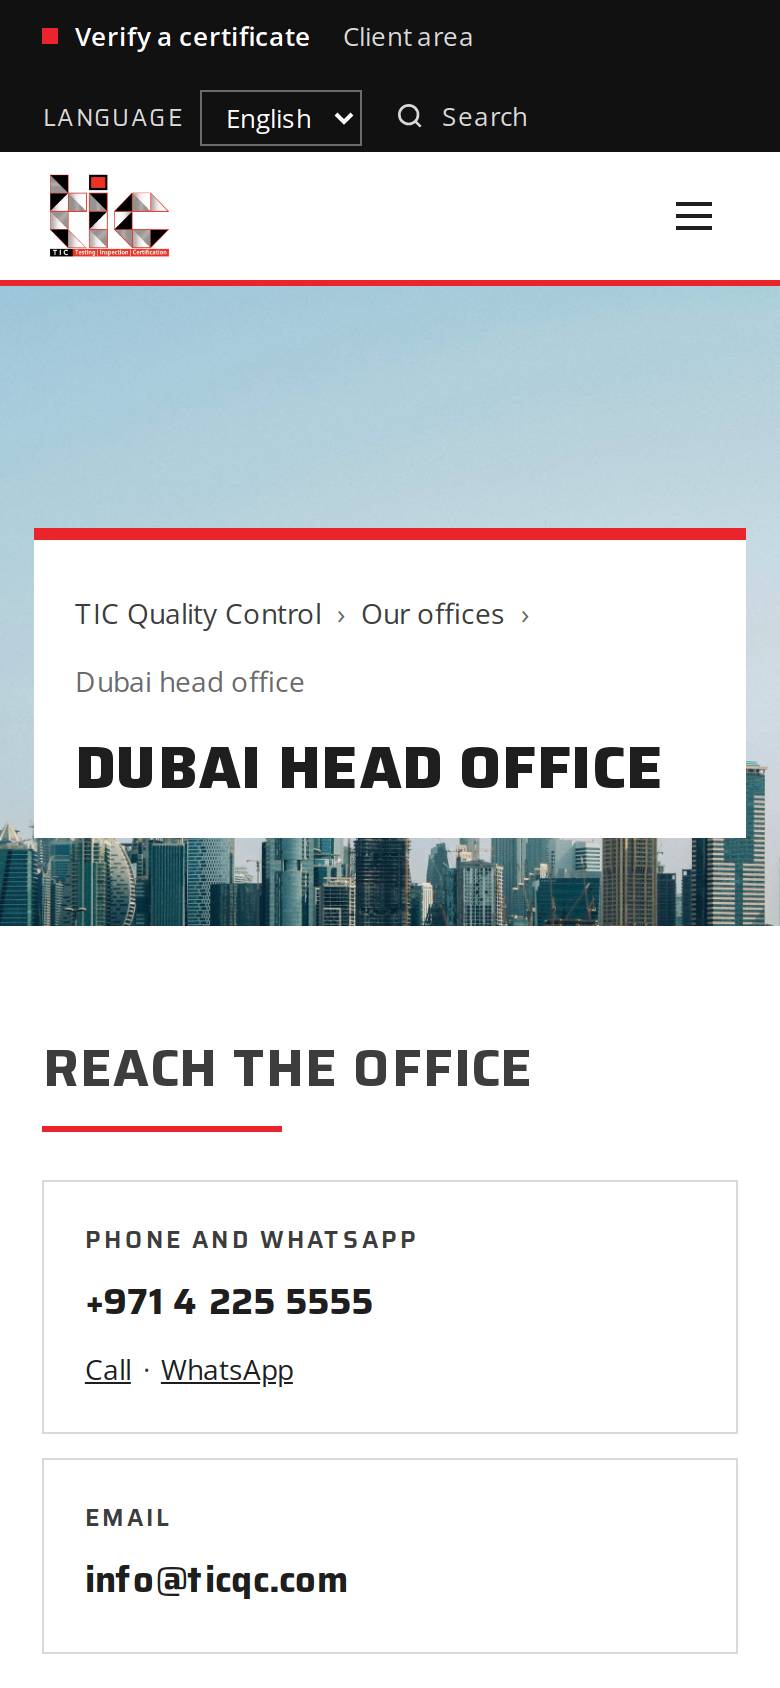 Verify a certificate Client area
LANGUAGE English Search
tic
TIC Testing | Inspection | Certification
TIC Quality Control › Our offices ›
Dubai head office
DUBAI HEAD OFFICE
REACH THE OFFICE
PHONE AND WHATSAPP
+971 4 225 5555
Call · WhatsApp
EMAIL
info@ticqc.com